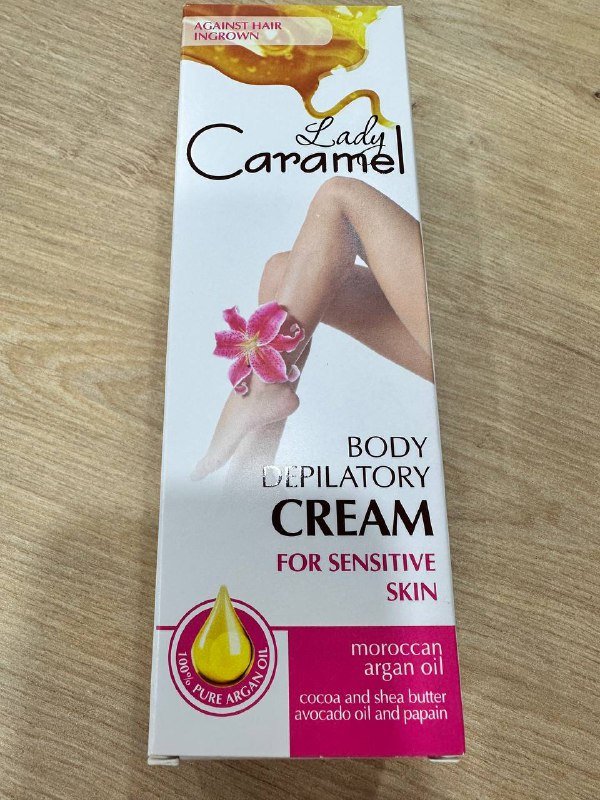 AGAINST HAIR
INGROWN
Lady
Caramel
BODY
DEPILATORY
CREAM
FOR SENSITIVE
SKIN
100% PURE ARGAN OIL
moroccan
argan oil
cocoa and shea butter
avocado oil and papain